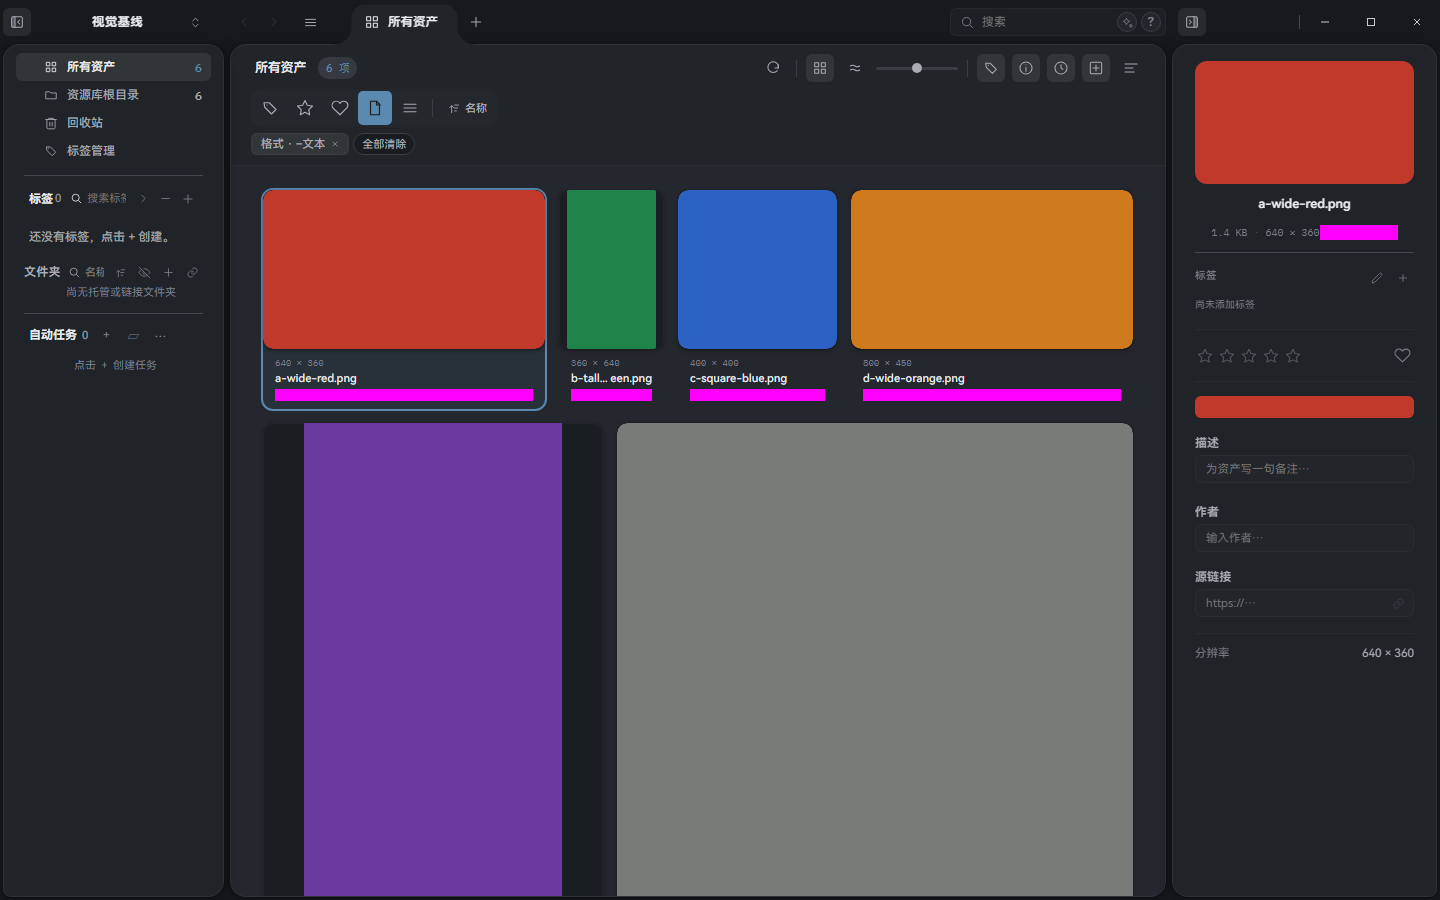 视觉基线
所有资产
搜索
?
所有资产 6
资源库根目录 6
回收站
标签管理
标签 0 搜索标签
还没有标签，点击 + 创建。
文件夹 名称
尚无托管或链接文件夹
自动任务 0 + ···
点击 + 创建任务
所有资产 6 项
名称
格式 · −文本 ×
全部清除
640 × 360
a-wide-red.png
360 × 640
b-tall... een.png
400 × 400
c-square-blue.png
800 × 450
d-wide-orange.png
a-wide-red.png
1.4 KB · 640 × 360
标签
尚未添加标签
描述
为资产写一句备注···
作者
输入作者···
源链接
https://···
分辨率 640 × 360